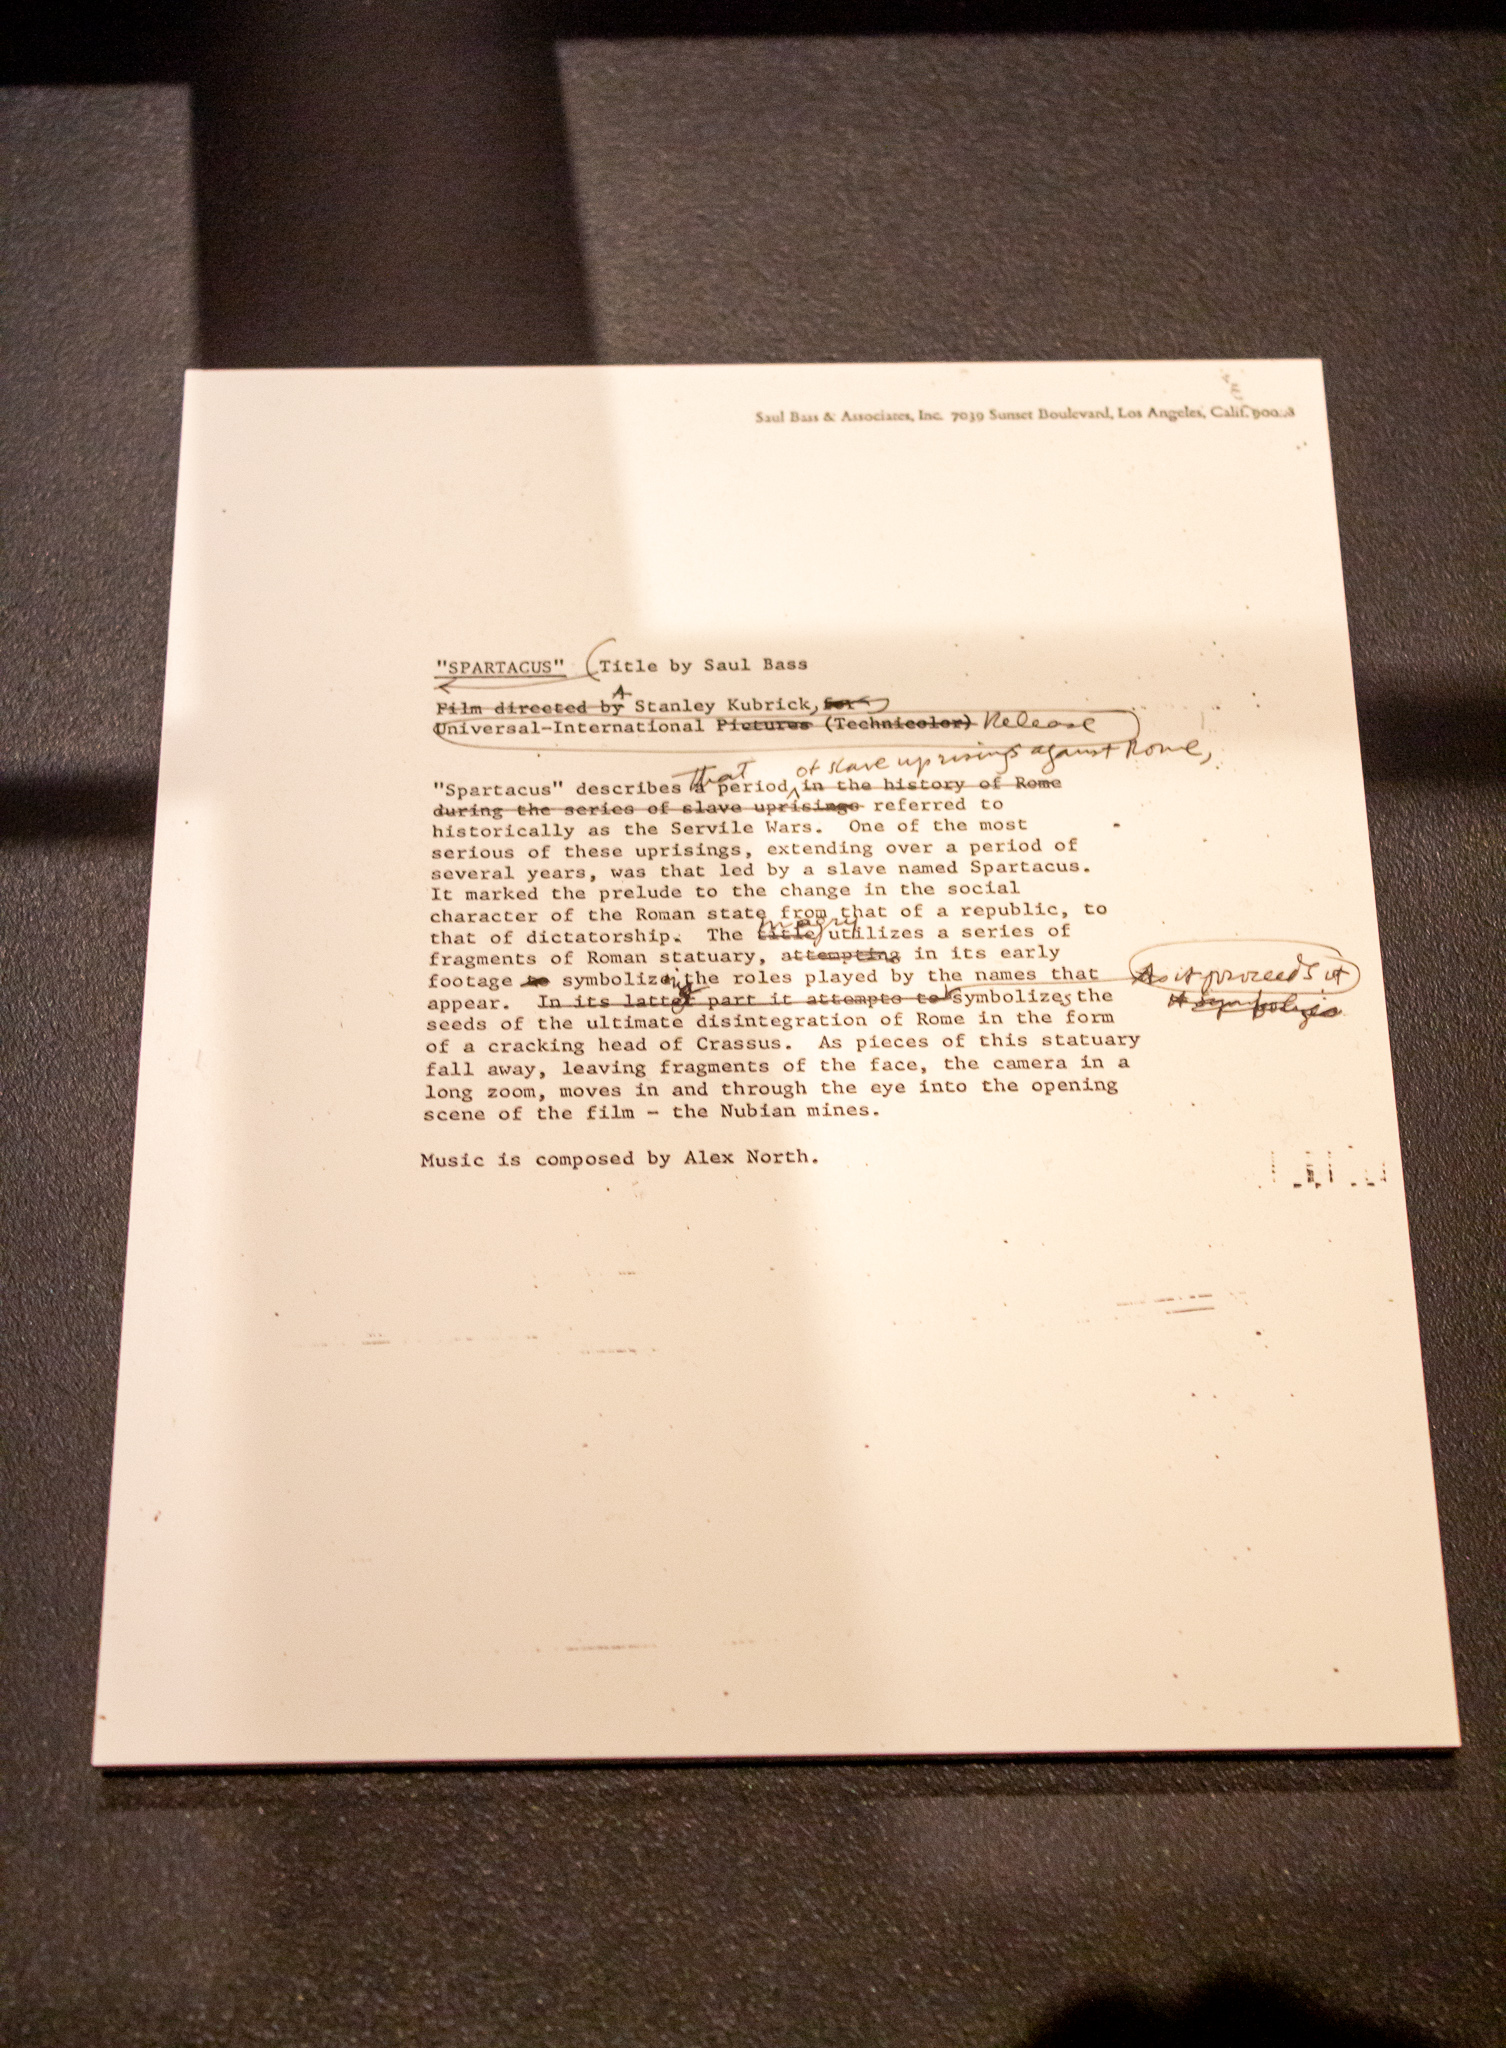 Saul Bass & Associates, Inc. 7039 Sunset Boulevard, Los Angeles, Calif.
"SPARTACUS" (Title by Saul Bass
A
Film directed by Stanley Kubrick, for
Universal-International Pictures (Technicolor) Release
That of slave uprisings against Rome,
"Spartacus" describes a period in the history of Rome
during the series of slave uprisings referred to
historically as the Servile Wars. One of the most
serious of these uprisings, extending over a period of
several years, was that led by a slave named Spartacus.
It marked the prelude to the change in the social
character of the Roman state from that of a republic, to
that of dictatorship. The title utilizes a series of
fragments of Roman statuary, attempting in its early
footage to symbolizing the roles played by the names that As it proceeds it
appear. In its latter part it attempts to symbolizes the it symbolizes
seeds of the ultimate disintegration of Rome in the form
of a cracking head of Crassus. As pieces of this statuary
fall away, leaving fragments of the face, the camera in a
long zoom, moves in and through the eye into the opening
scene of the film - the Nubian mines.
Music is composed by Alex North.